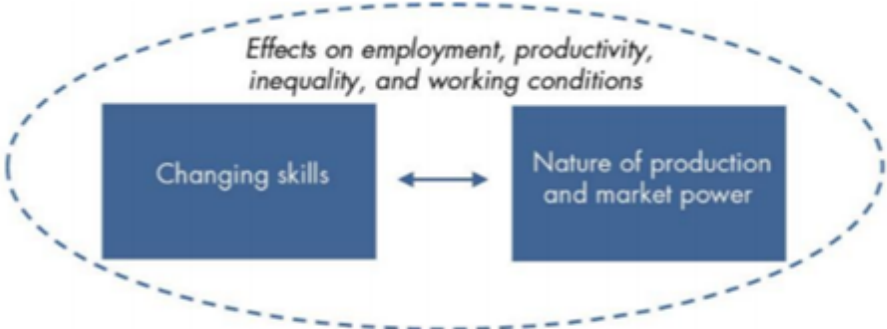 Effects on employment, productivity,
inequality, and working conditions
Changing skills
Nature of production
and market power